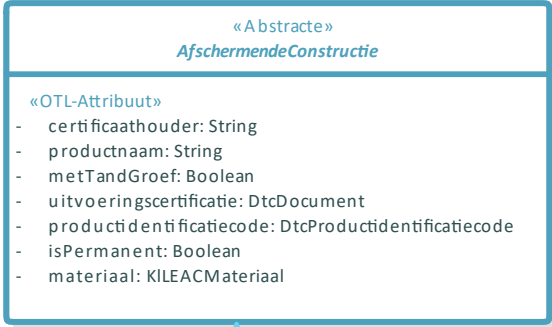 «Abstracte»
AfschermendeConstructie
«OTL-Attribuut»
- certificaathouder: String
- productnaam: String
- metTandGroef: Boolean
- uitvoeringscertificatie: DtcDocument
- productidentificatiecode: DtcProductidentificatiecode
- isPermanent: Boolean
- materiaal: KlLEACMateriaal